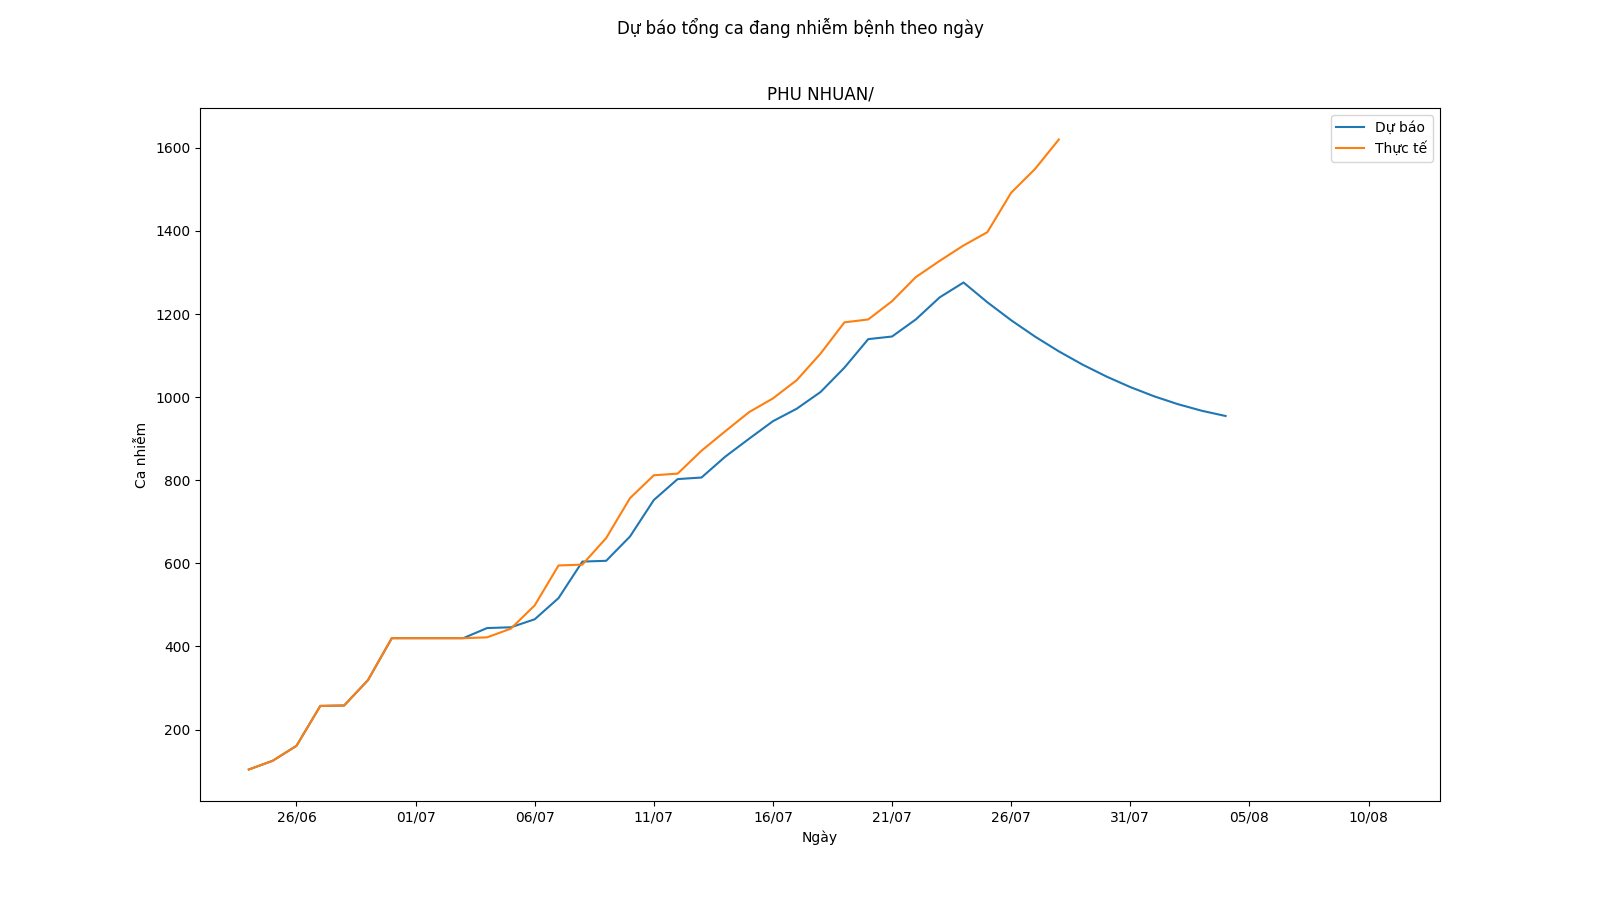 Dự báo tổng ca đang nhiễm bệnh theo ngày
PHU NHUAN/
Dự báo
Thực tế
1600
1400
1200
1000
800
600
400
200
Ca nhiễm
26/06 01/07 06/07 11/07 16/07 21/07 26/07 31/07 05/08 10/08
Ngày